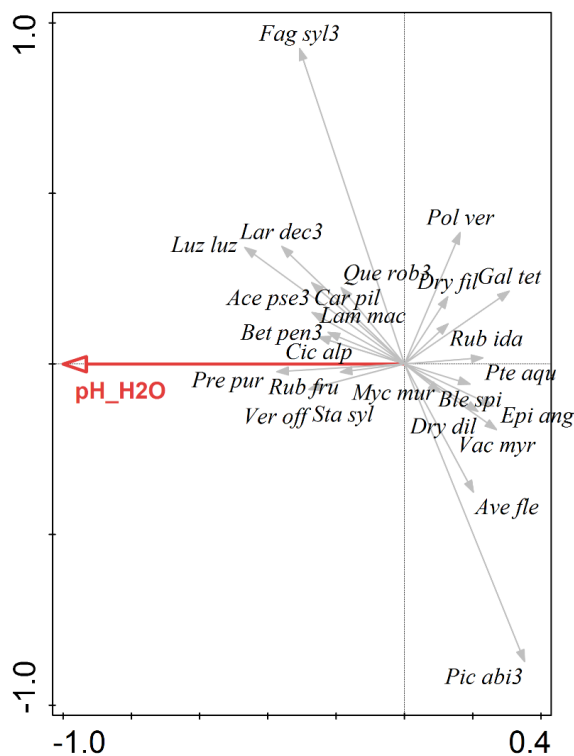 1.0
Fag syl3
Pol ver
Lar dec3
Luz luz
Que rob3
Gal tet
Dry fil
Ace pse3
Car pil
Lam mac
Bet pen3
Rub ida
Cic alp
Pte aqu
Pre pur
pH_H2O
Rub fru
Myc mur
Ble spi
Ver off
Sta syl
Dry dil
Epi ang
Vac myr
Ave fle
Pic abi3
-1.0
-1.0
0.4